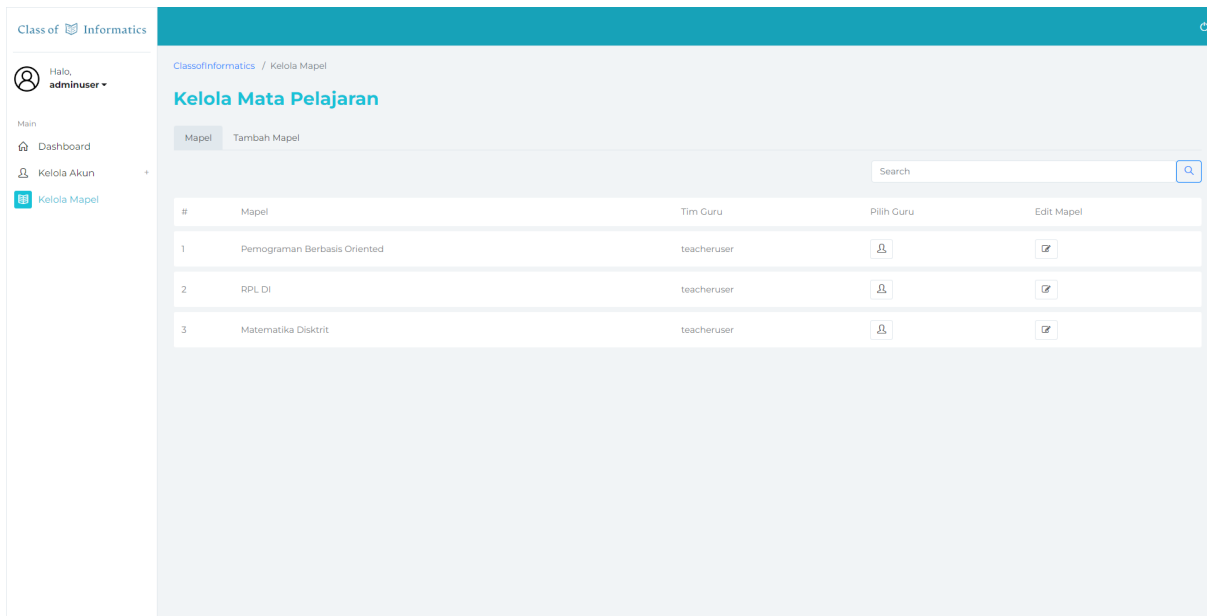 Class of Informatics
Halo,
adminuser
Main
Dashboard
Kelola Akun +
Kelola Mapel
ClassofInformatics / Kelola Mapel
Kelola Mata Pelajaran
Mapel Tambah Mapel
Search
# Mapel Tim Guru Pilih Guru Edit Mapel
1 Pemograman Berbasis Oriented teacheruser
2 RPL DI teacheruser
3 Matematika Disktrit teacheruser